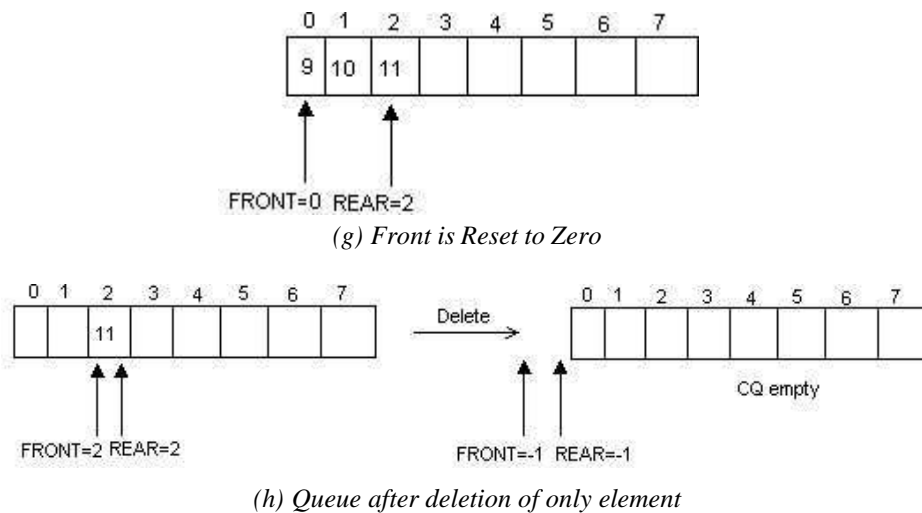 0 1 2 3 4 5 6 7
9 10 11
FRONT=0 REAR=2
(g) Front is Reset to Zero
0 1 2 3 4 5 6 7
11
FRONT=2 REAR=2
Delete
0 1 2 3 4 5 6 7
CQ empty
FRONT=-1 REAR=-1
(h) Queue after deletion of only element